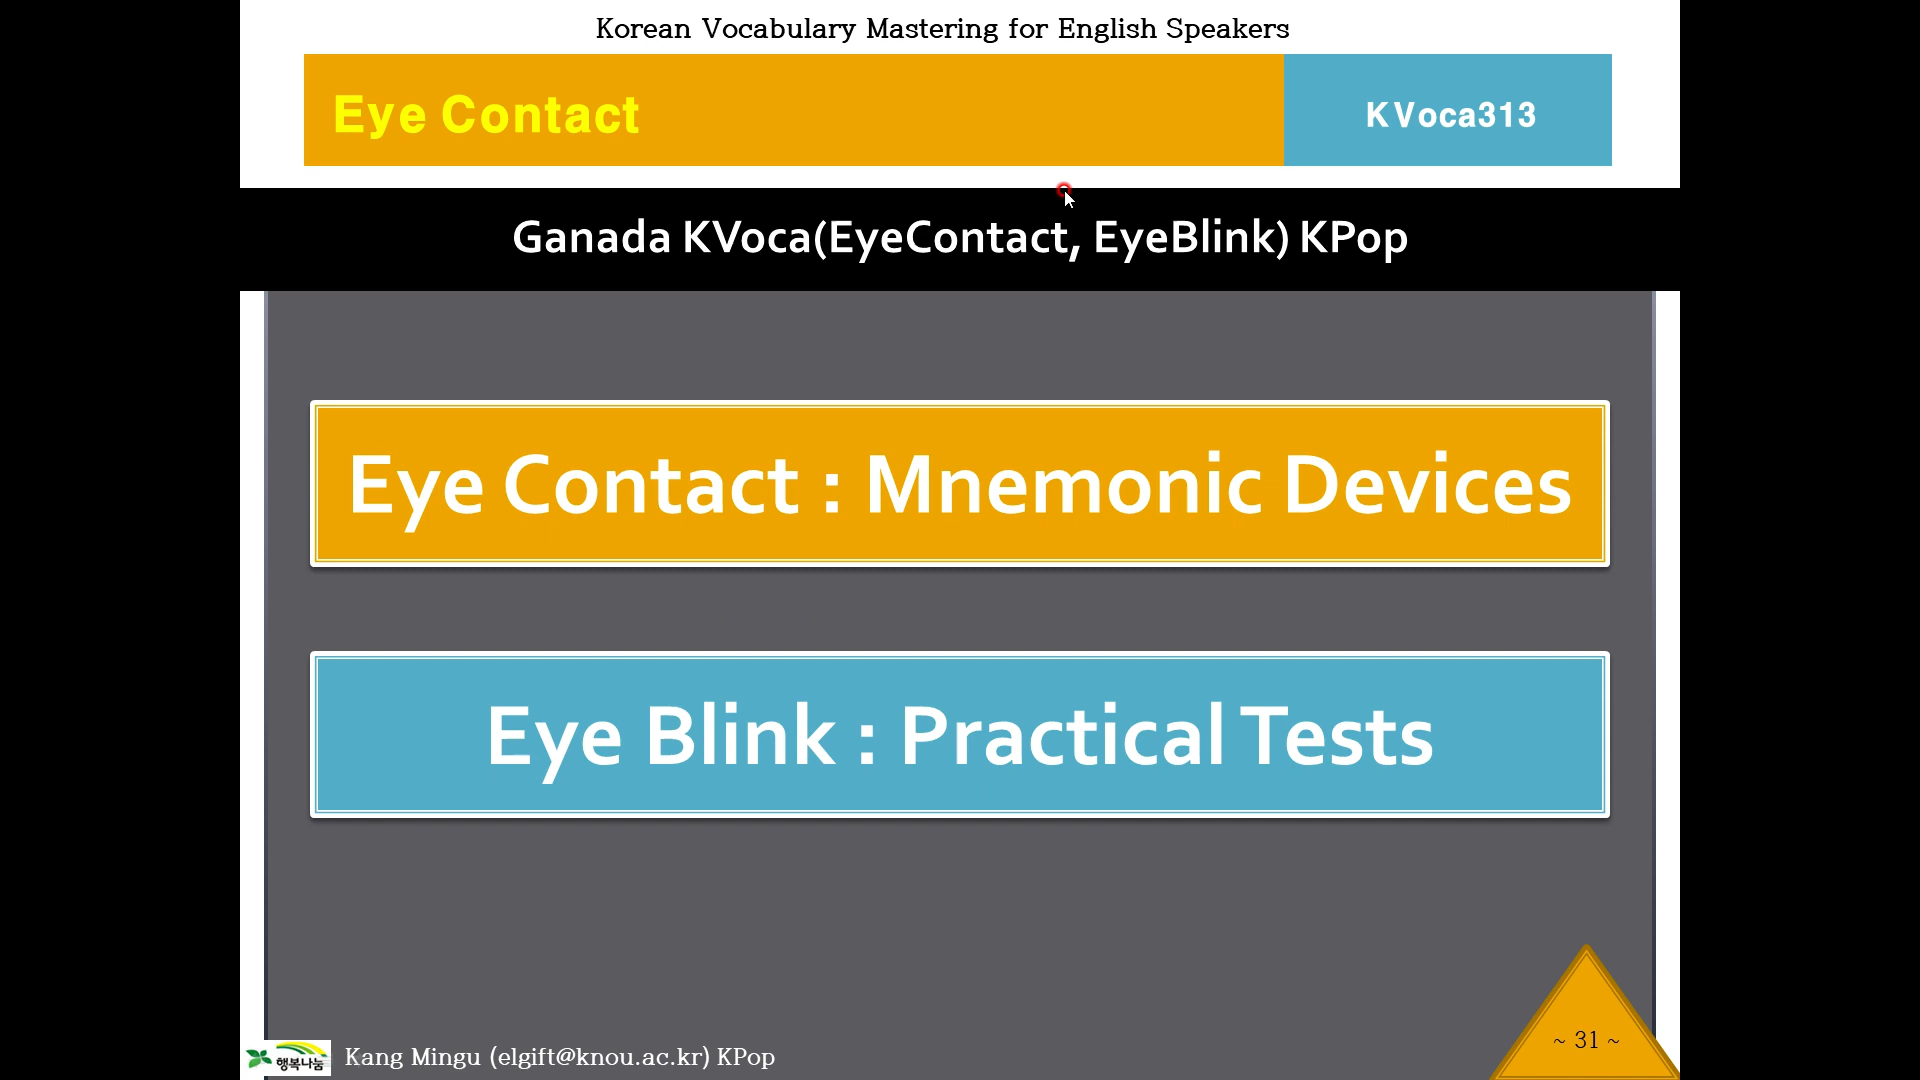 Korean Vocabulary Mastering for English Speakers
Eye Contact
KVoca313
Ganada KVoca(EyeContact, EyeBlink) KPop
Eye Contact : Mnemonic Devices
Eye Blink : Practical Tests
행복나눔
Kang Mingu (elgift@knou.ac.kr) KPop
~ 31 ~